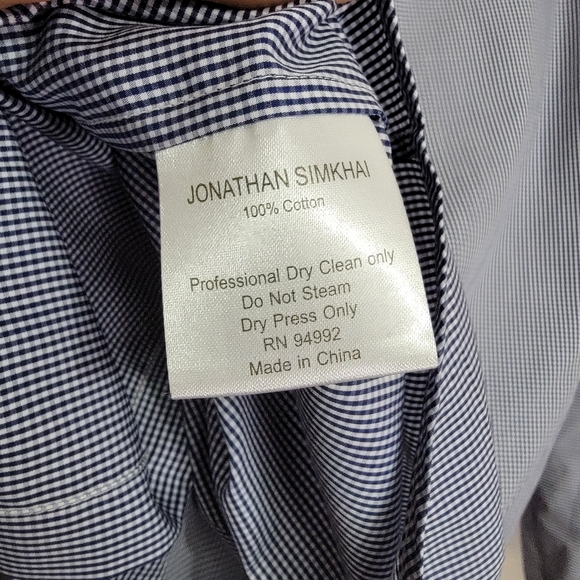 JONATHAN SIMKHAI
100% Cotton
Professional Dry Clean only
Do Not Steam
Dry Press Only
RN 94992
Made in China